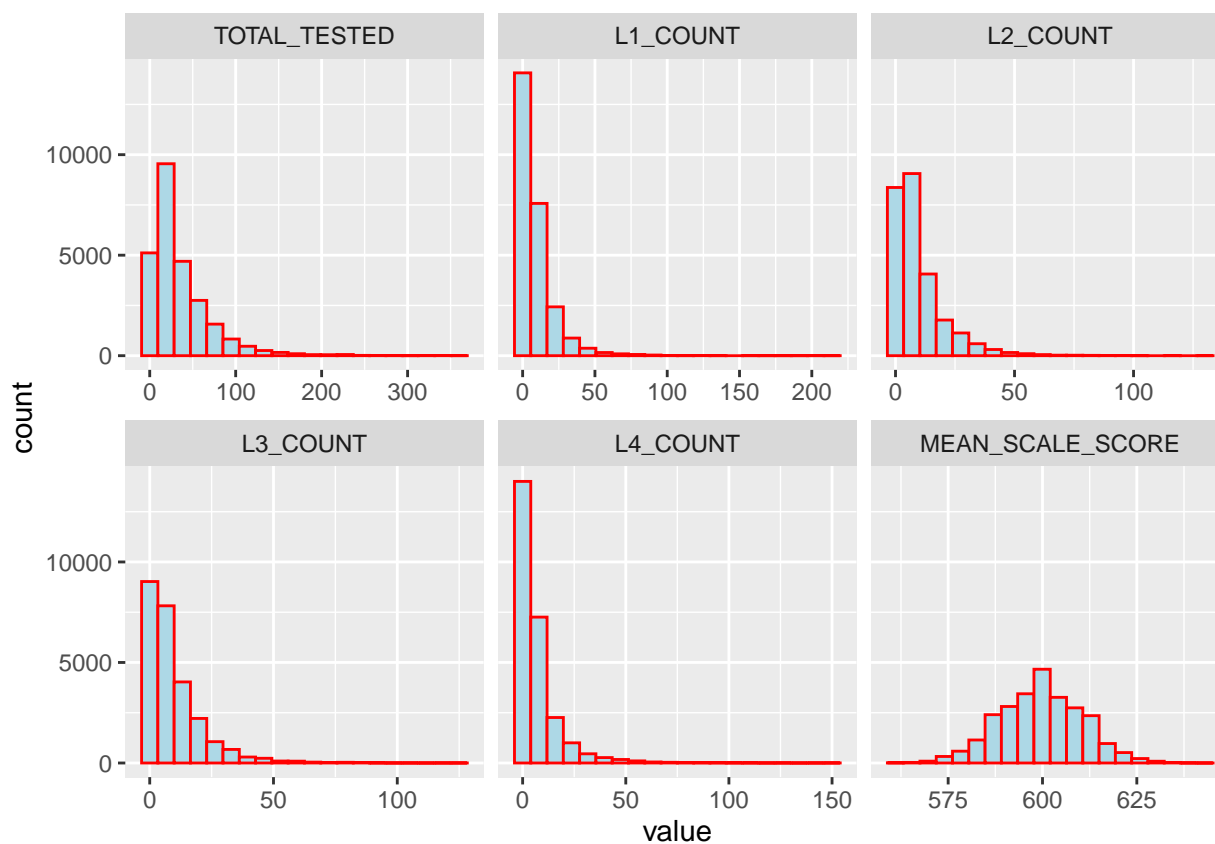 TOTAL_TESTED
L1_COUNT
L2_COUNT
10000
5000
0
0 100 200 300
0 50 100 150 200
0 50 100
count
L3_COUNT
L4_COUNT
MEAN_SCALE_SCORE
10000
5000
0
0 50 100
0 50 100 150
575 600 625
value